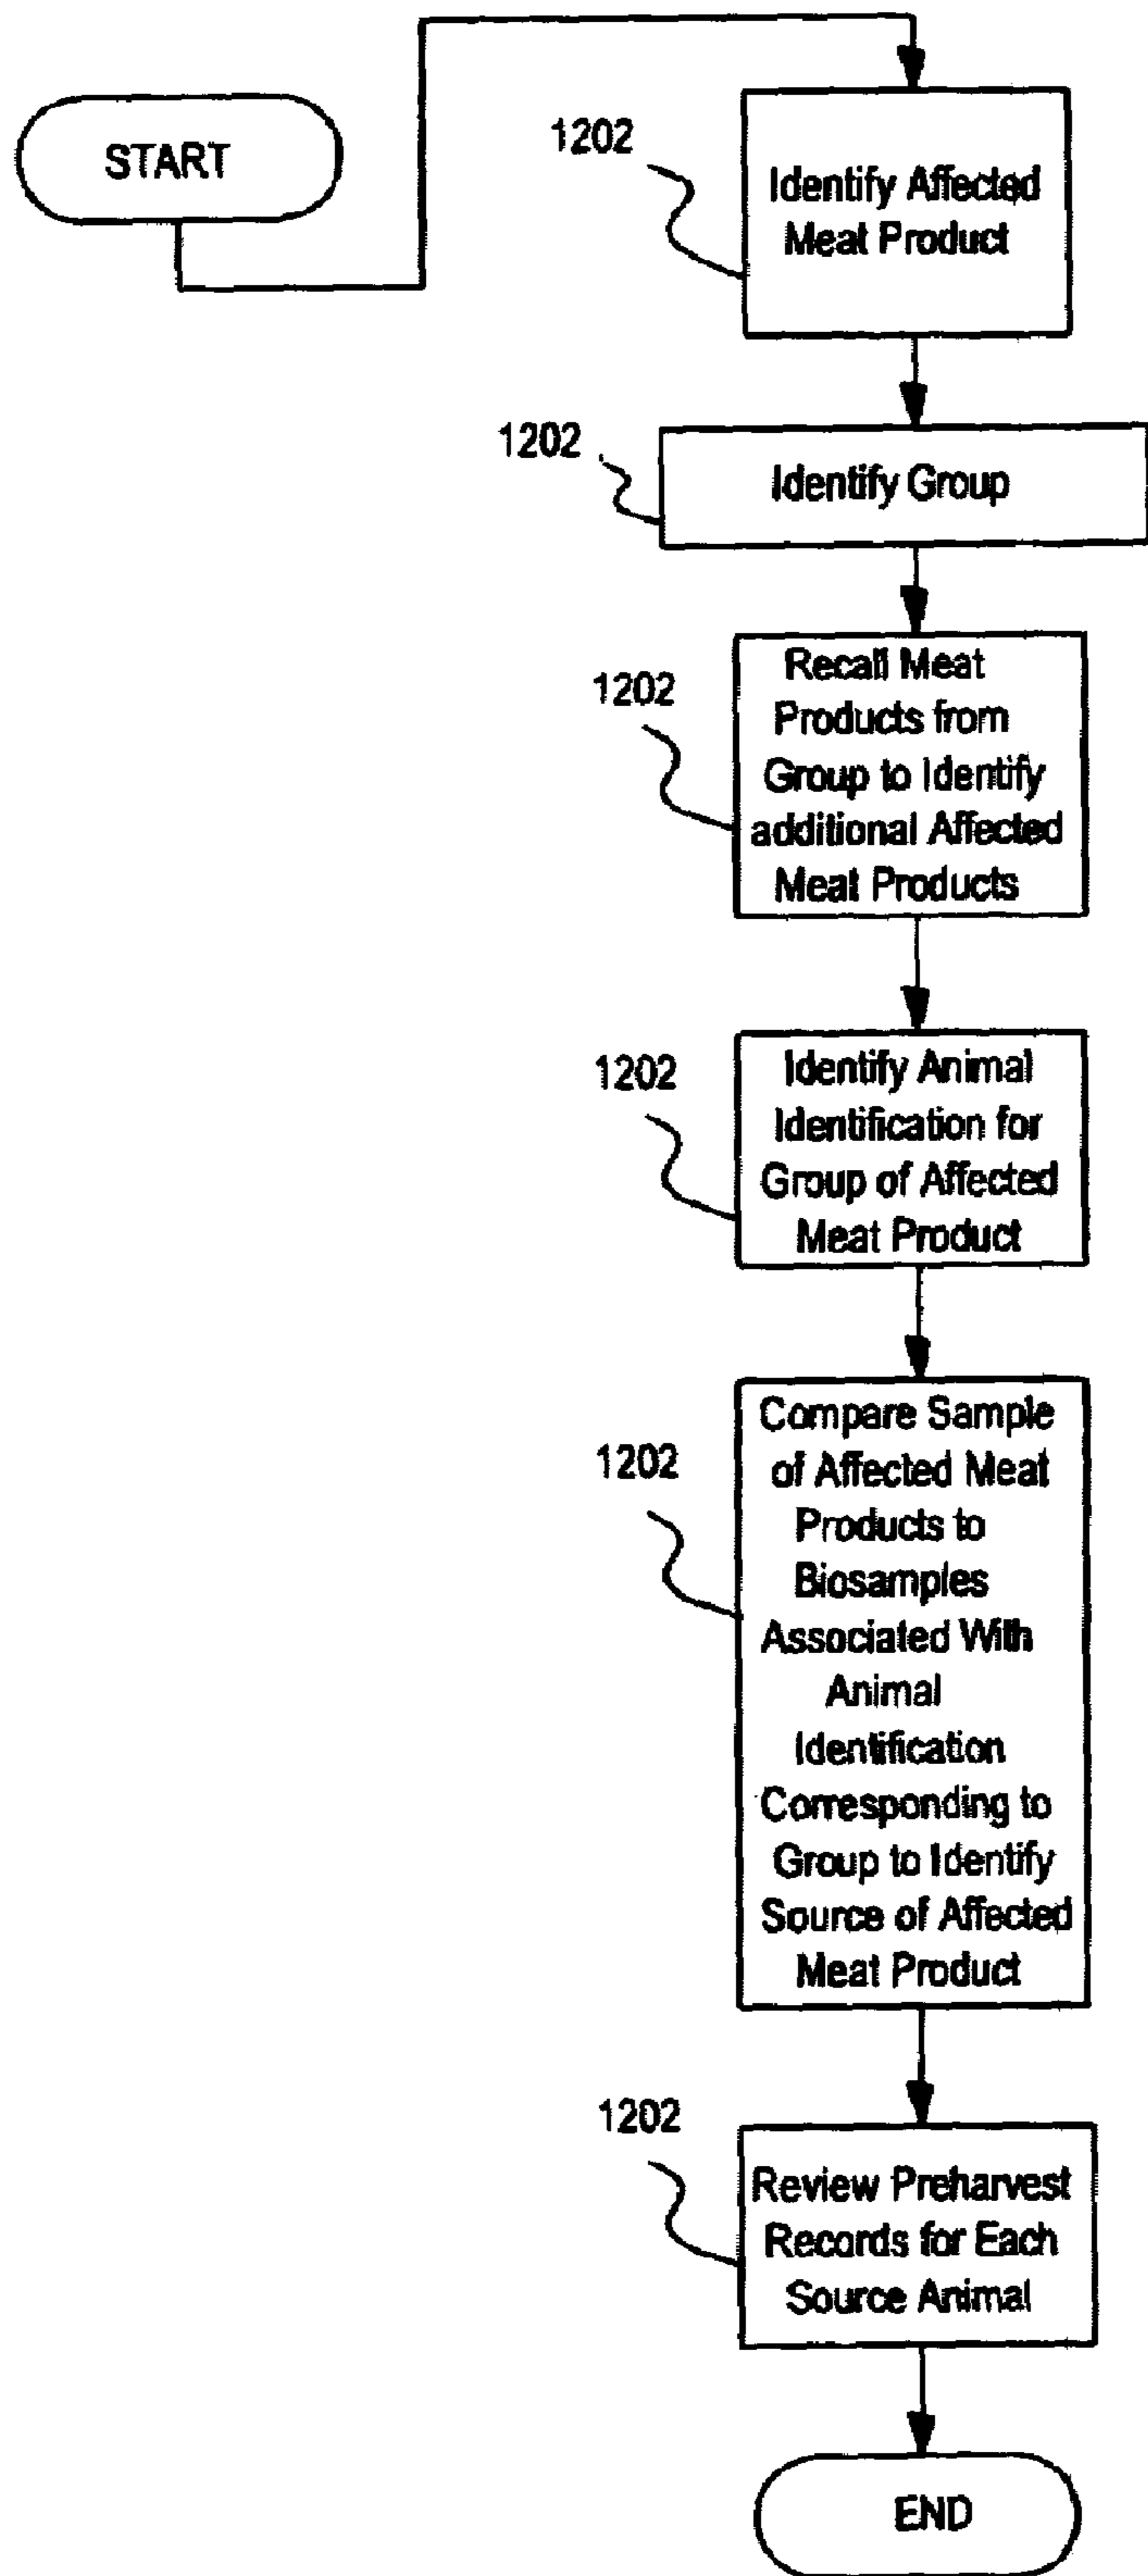 START
1202
Identify Affected
Meat Product
1202
Identify Group
1202
Recall Meat
Products from
Group to Identify
additional Affected
Meat Products
1202
Identify Animal
Identification for
Group of Affected
Meat Product
1202
Compare Sample
of Affected Meat
Products to
Biosamples
Associated With
Animal
Identification
Corresponding to
Group to Identify
Source of Affected
Meat Product
1202
Review Preharvest
Records for Each
Source Animal
END